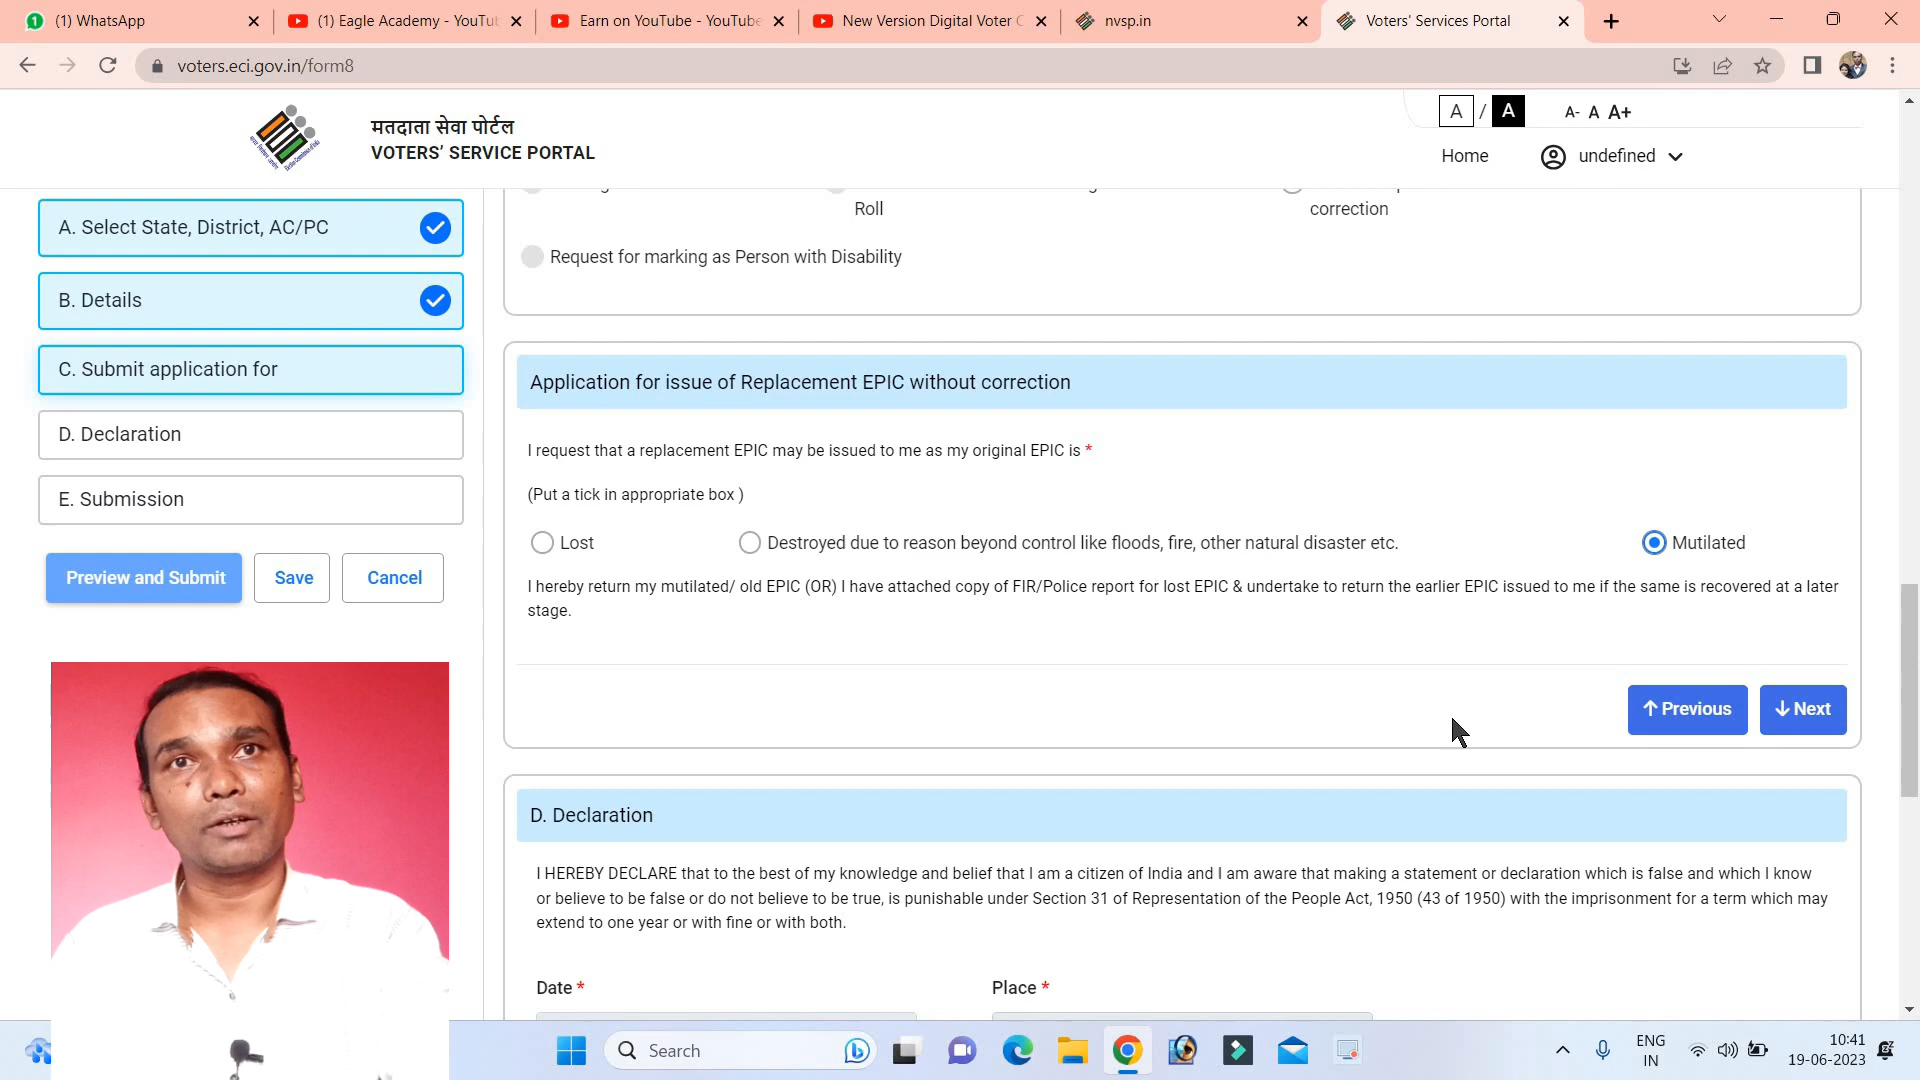 (1) WhatsApp
(1) Eagle Academy - YouTu
Earn on YouTube - YouTube
New Version Digital Voter C
nvsp.in
Voters' Services Portal
voters.eci.gov.in/form8
मतदाता सेवा पोर्टल
VOTERS' SERVICE PORTAL
A / A A- A A+
Home
undefined
A. Select State, District, AC/PC
B. Details
C. Submit application for
D. Declaration
E. Submission
Preview and Submit
Save
Cancel
Roll
correction
Request for marking as Person with Disability
Application for issue of Replacement EPIC without correction
I request that a replacement EPIC may be issued to me as my original EPIC is *
(Put a tick in appropriate box )
Lost
Destroyed due to reason beyond control like floods, fire, other natural disaster etc.
Mutilated
I hereby return my mutilated/ old EPIC (OR) I have attached copy of FIR/Police report for lost EPIC & undertake to return the earlier EPIC issued to me if the same is recovered at a later
stage.
Previous
Next
D. Declaration
I HEREBY DECLARE that to the best of my knowledge and belief that I am a citizen of India and I am aware that making a statement or declaration which is false and which I know
or believe to be false or do not believe to be true, is punishable under Section 31 of Representation of the People Act, 1950 (43 of 1950) with the imprisonment for a term which may
extend to one year or with fine or with both.
Date *
Place *
Search
ENG
IN
10:41
19-06-2023